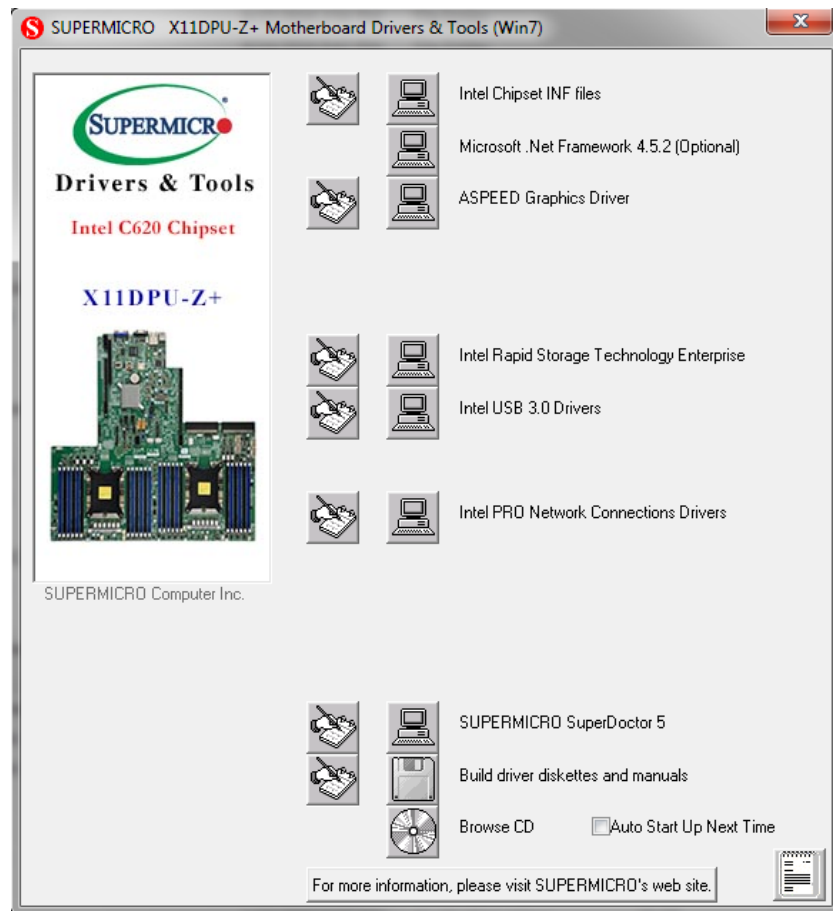 SUPERMICRO X11DPU-Z+ Motherboard Drivers & Tools (Win7)
SUPERMICRO
Drivers & Tools
Intel C620 Chipset
X11DPU-Z+
SUPERMICRO Computer Inc.
Intel Chipset INF files
Microsoft .Net Framework 4.5.2 (Optional)
ASPEED Graphics Driver
Intel Rapid Storage Technology Enterprise
Intel USB 3.0 Drivers
Intel PRO Network Connections Drivers
SUPERMICRO SuperDoctor 5
Build driver diskettes and manuals
Browse CD Auto Start Up Next Time
For more information, please visit SUPERMICRO's web site.